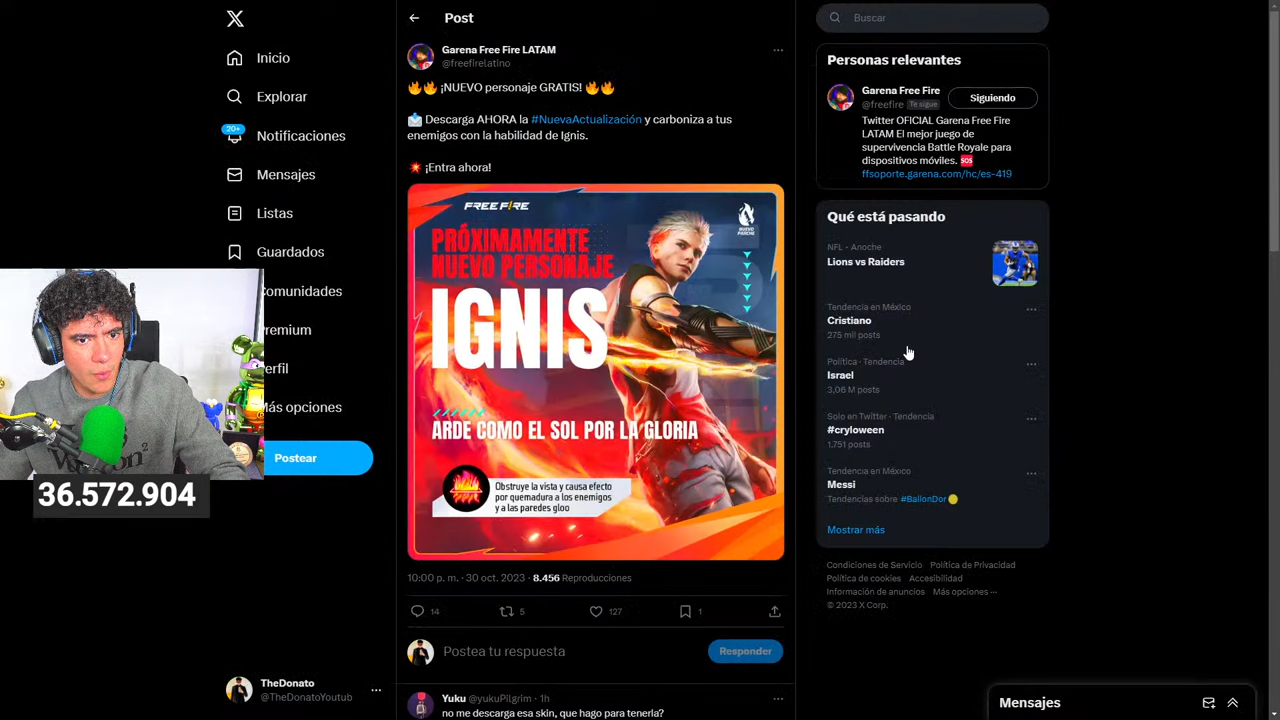 Inicio
Explorar
20+
Notificaciones
Mensajes
Listas
Guardados
Comunidades
Premium
Perfil
Más opciones
Postear
36.572.904
TheDonato
@TheDonatoYoutub
Post
Garena Free Fire LATAM
@freefirelatino
🔥🔥 ¡NUEVO personaje GRATIS! 🔥🔥
📩 Descarga AHORA la #NuevaActualización y carboniza a tus
enemigos con la habilidad de Ignis.
💥 ¡Entra ahora!
FREE FIRE
NUEVO
PARCHE
PRÓXIMAMENTE
NUEVO PERSONAJE
IGNIS
ARDE COMO EL SOL POR LA GLORIA
Obstruye la vista y causa efecto
por quemadura a los enemigos
y a las paredes gloo
10:00 p. m. · 30 oct. 2023 · 8.456 Reproducciones
14
5
127
1
Postea tu respuesta
Responder
Yuku @yukuPilgrim · 1h
no me descarga esa skin, que hago para tenerla?
Buscar
Personas relevantes
Garena Free Fire
@freefire Te sigue
Siguiendo
Twitter OFICIAL Garena Free Fire
LATAM El mejor juego de
supervivencia Battle Royale para
dispositivos móviles. 🆘
ffsoporte.garena.com/hc/es-419
Qué está pasando
NFL · Anoche
Lions vs Raiders
Tendencia en México
Cristiano
275 mil posts
Política · Tendencia
Israel
3,06 M posts
Solo en Twitter · Tendencia
#cryloween
1.751 posts
Tendencia en México
Messi
Tendencias sobre #BallonDor
Mostrar más
Condiciones de Servicio Política de Privacidad
Política de cookies Accesibilidad
Información de anuncios Más opciones ···
© 2023 X Corp.
Mensajes